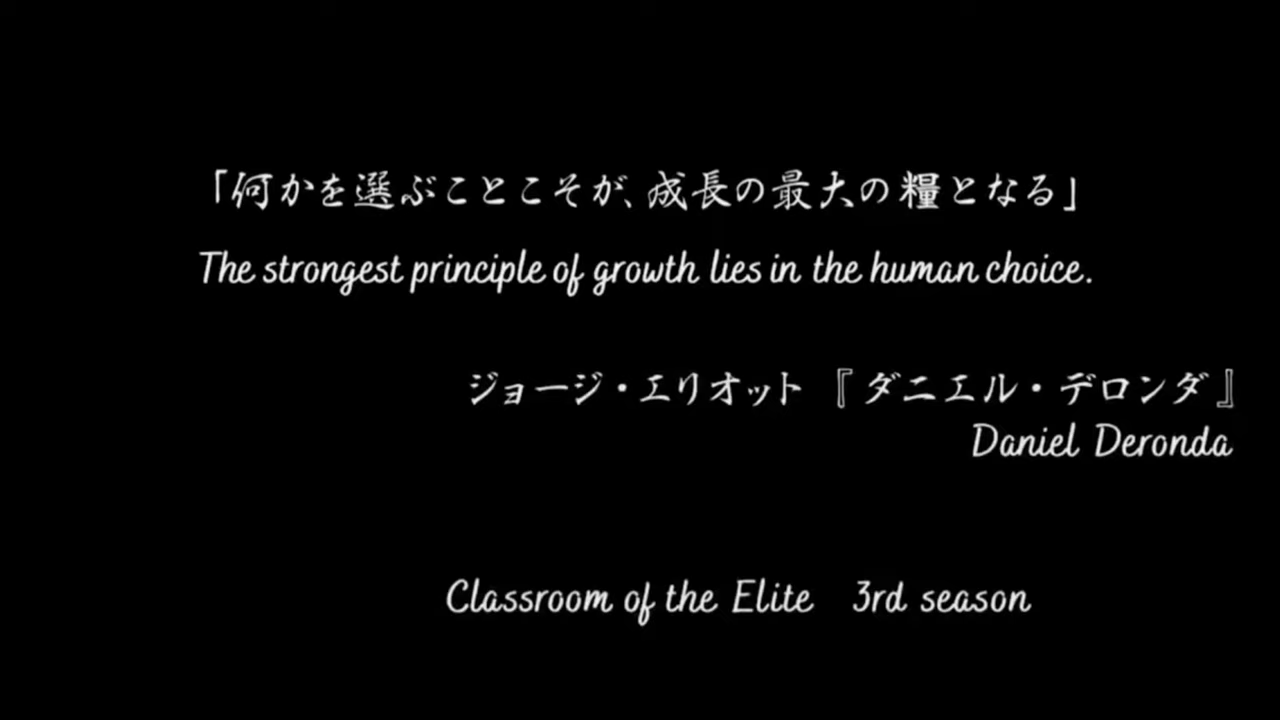 「何かを選ぶことこそが、成長の最大の糧となる」
The strongest principle of growth lies in the human choice.
ジョージ・エリオット『ダニエル・デロンダ』
Daniel Deronda
Classroom of the Elite 3rd season